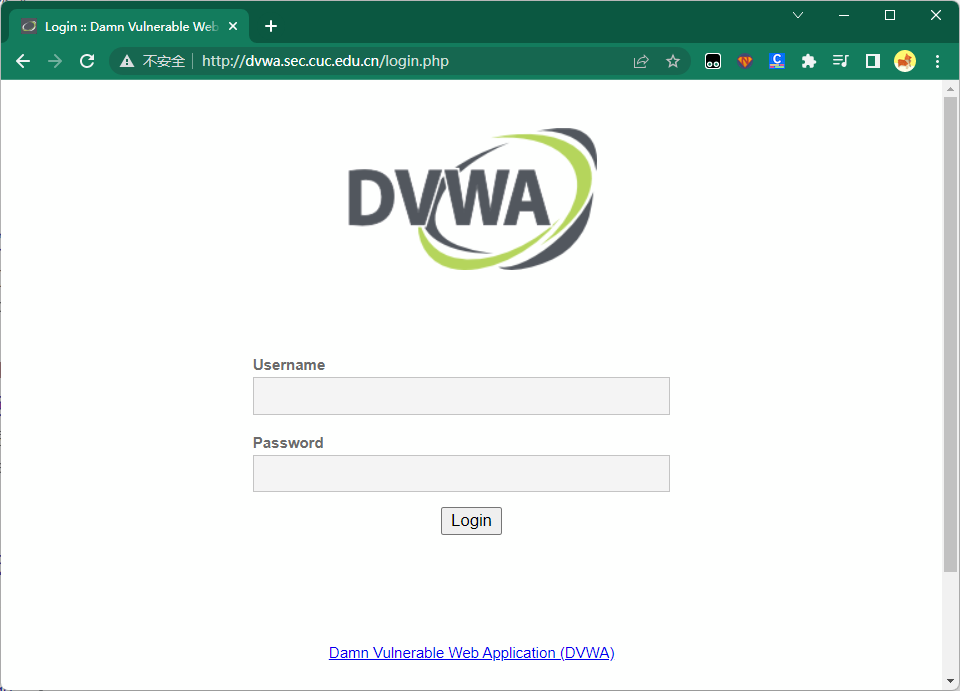 Login :: Damn Vulnerable Web
不安全
http://dvwa.sec.cuc.edu.cn/login.php
DVWA
Username
Password
Login
Damn Vulnerable Web Application (DVWA)